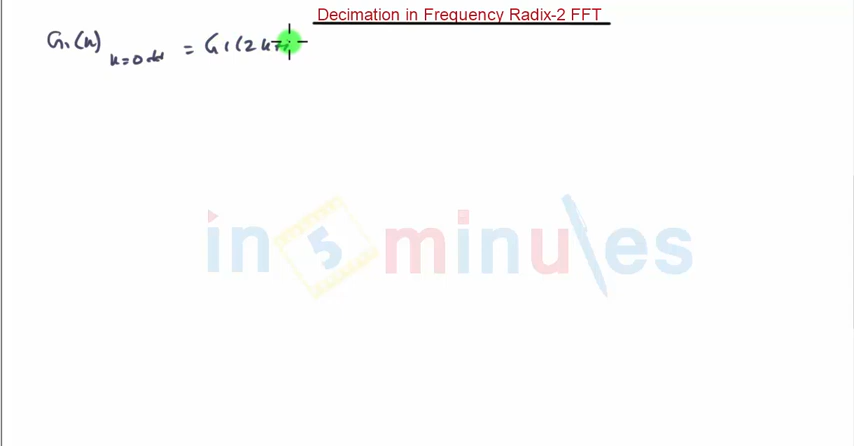 Decimation in Frequency Radix-2 FFT
G1(k) k=odd = G1(2k+
in 5 minutes